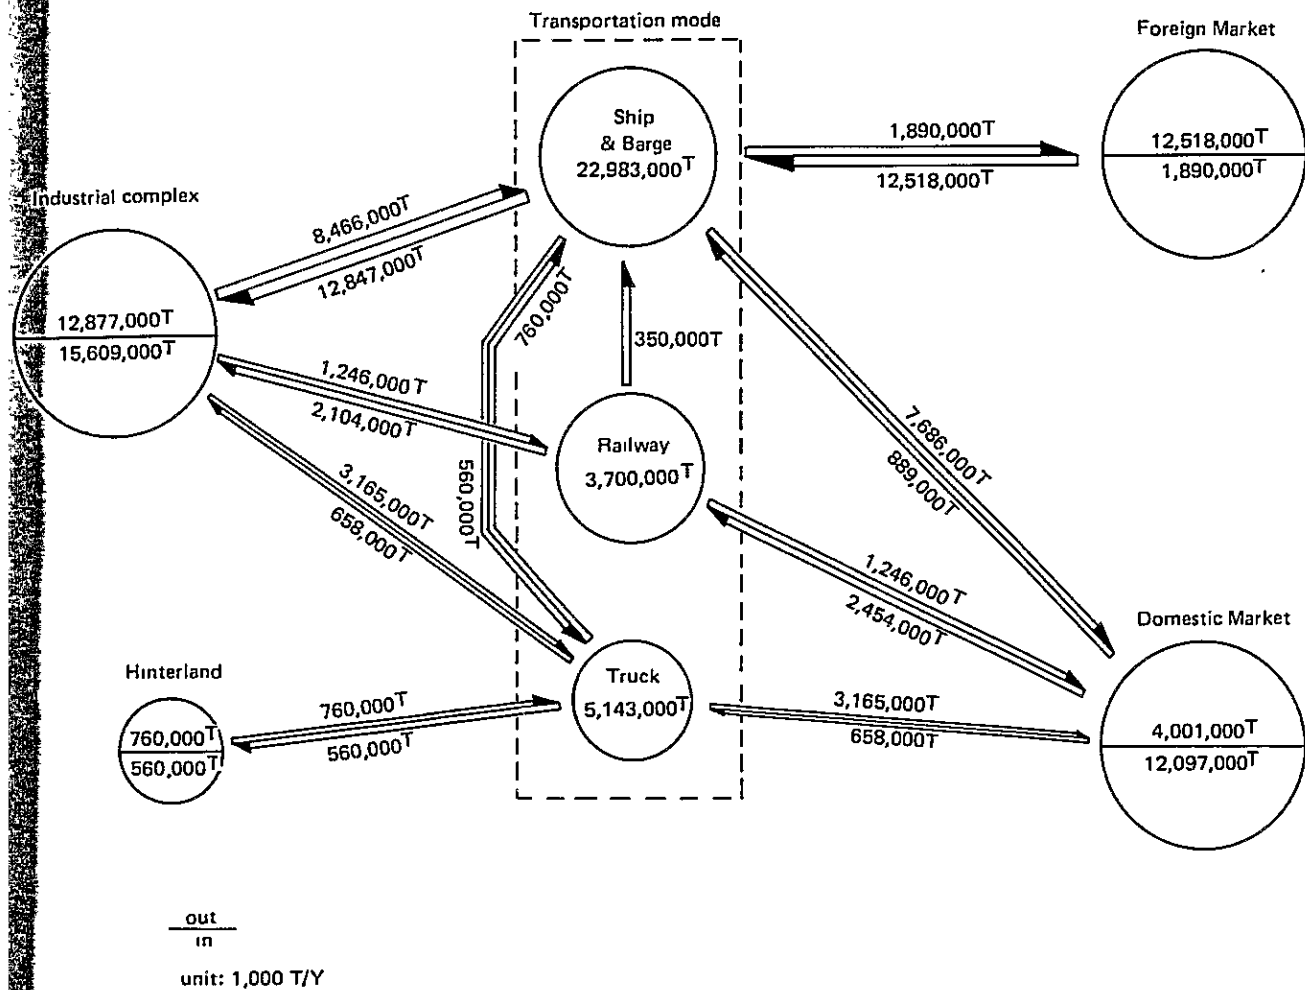 Transportation mode
Foreign Market
Ship
& Barge
22,983,000T
1,890,000T
12,518,000T
12,518,000T
1,890,000T
Industrial complex
8,466,000T
12,847,000T
12,877,000T
15,609,000T
760,000T
350,000T
1,246,000T
2,104,000T
Railway
3,700,000T
7,686,000T
889,000T
3,165,000T
658,000T
560,000T
1,246,000T
2,454,000T
Domestic Market
Hinterland
Truck
5,143,000T
760,000T
560,000T
760,000T
560,000T
3,165,000T
658,000T
4,001,000T
12,097,000T
out
in
unit: 1,000 T/Y